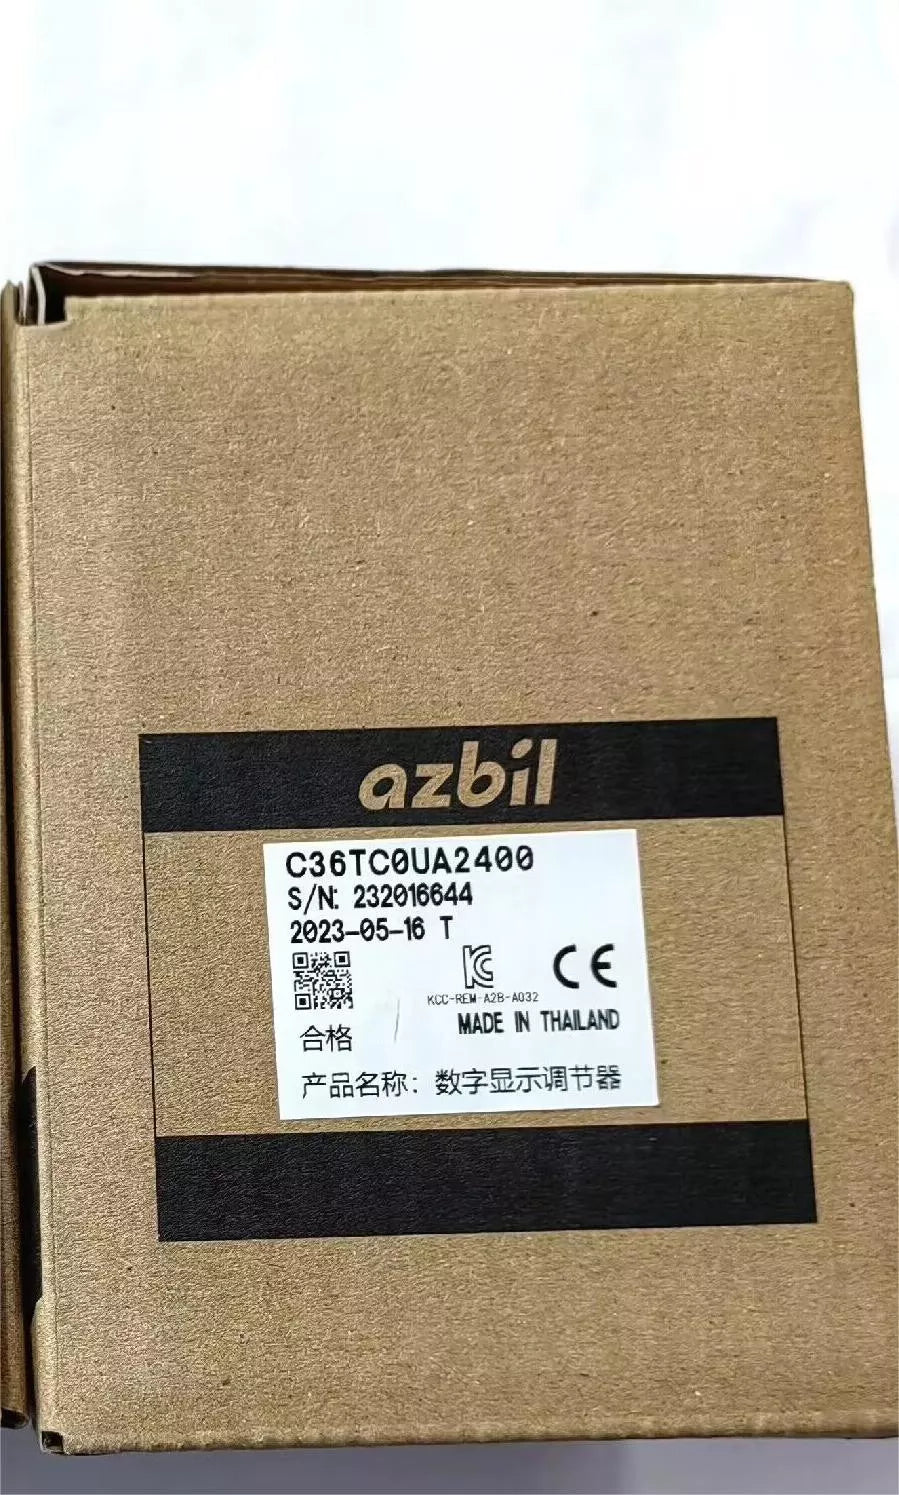 azbil
C36TC0UA2400
S/N: 232016644
2023-05-16 T
KCC-REM-A2B-A032
MADE IN THAILAND
合格
产品名称：数字显示调节器